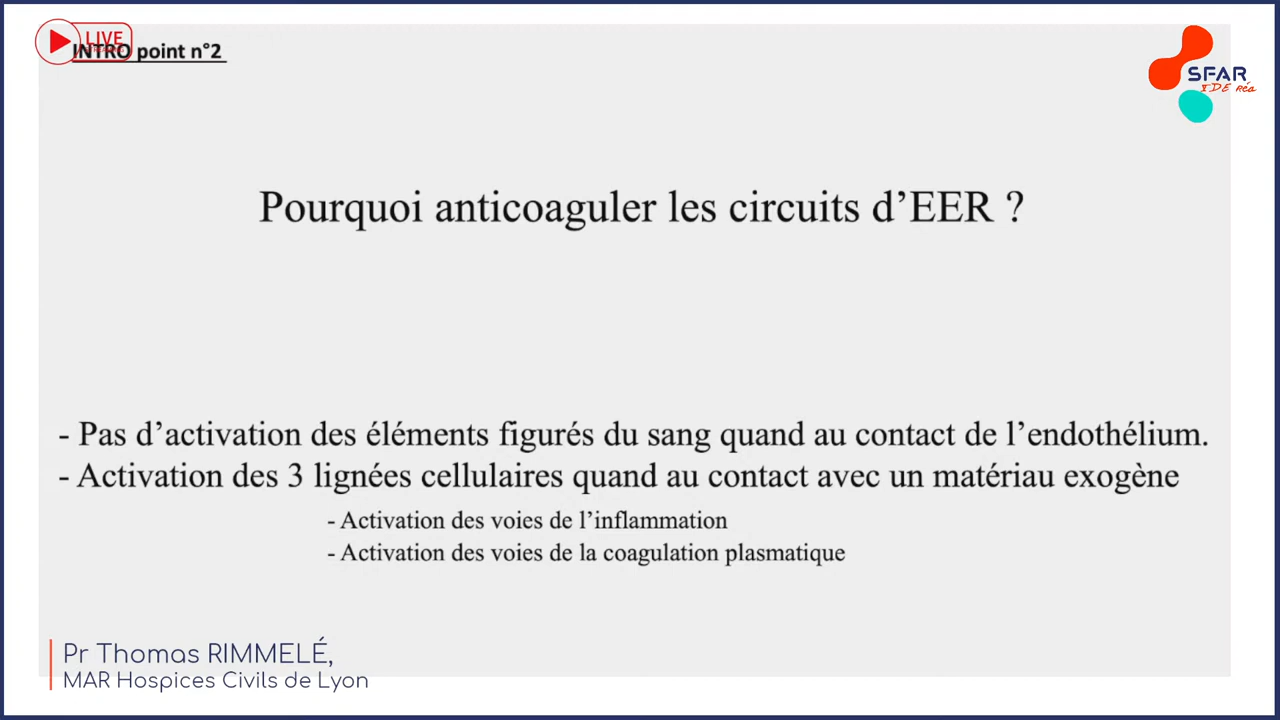 LIVE
INTRO point n°2
SFAR
IDE Réa
Pourquoi anticoaguler les circuits d’EER ?
- Pas d’activation des éléments figurés du sang quand au contact de l’endothélium.
- Activation des 3 lignées cellulaires quand au contact avec un matériau exogène
- Activation des voies de l’inflammation
- Activation des voies de la coagulation plasmatique
Pr Thomas RIMMELÉ,
MAR Hospices Civils de Lyon